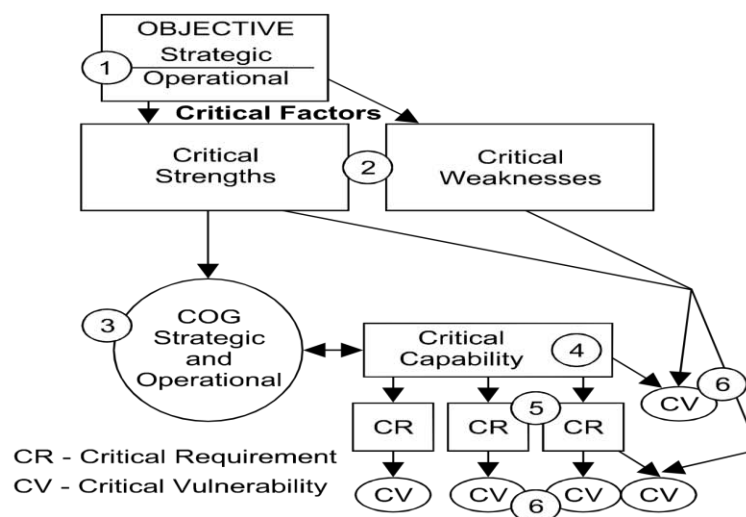 OBJECTIVE
Strategic
1
Operational
Critical Factors
Critical
Strengths
2
Critical
Weaknesses
3
COG
Strategic
and
Operational
Critical
Capability
4
6
CV
CR
CR
5
CR
CR - Critical Requirement
CV - Critical Vulnerability
CV
CV
6
CV
CV